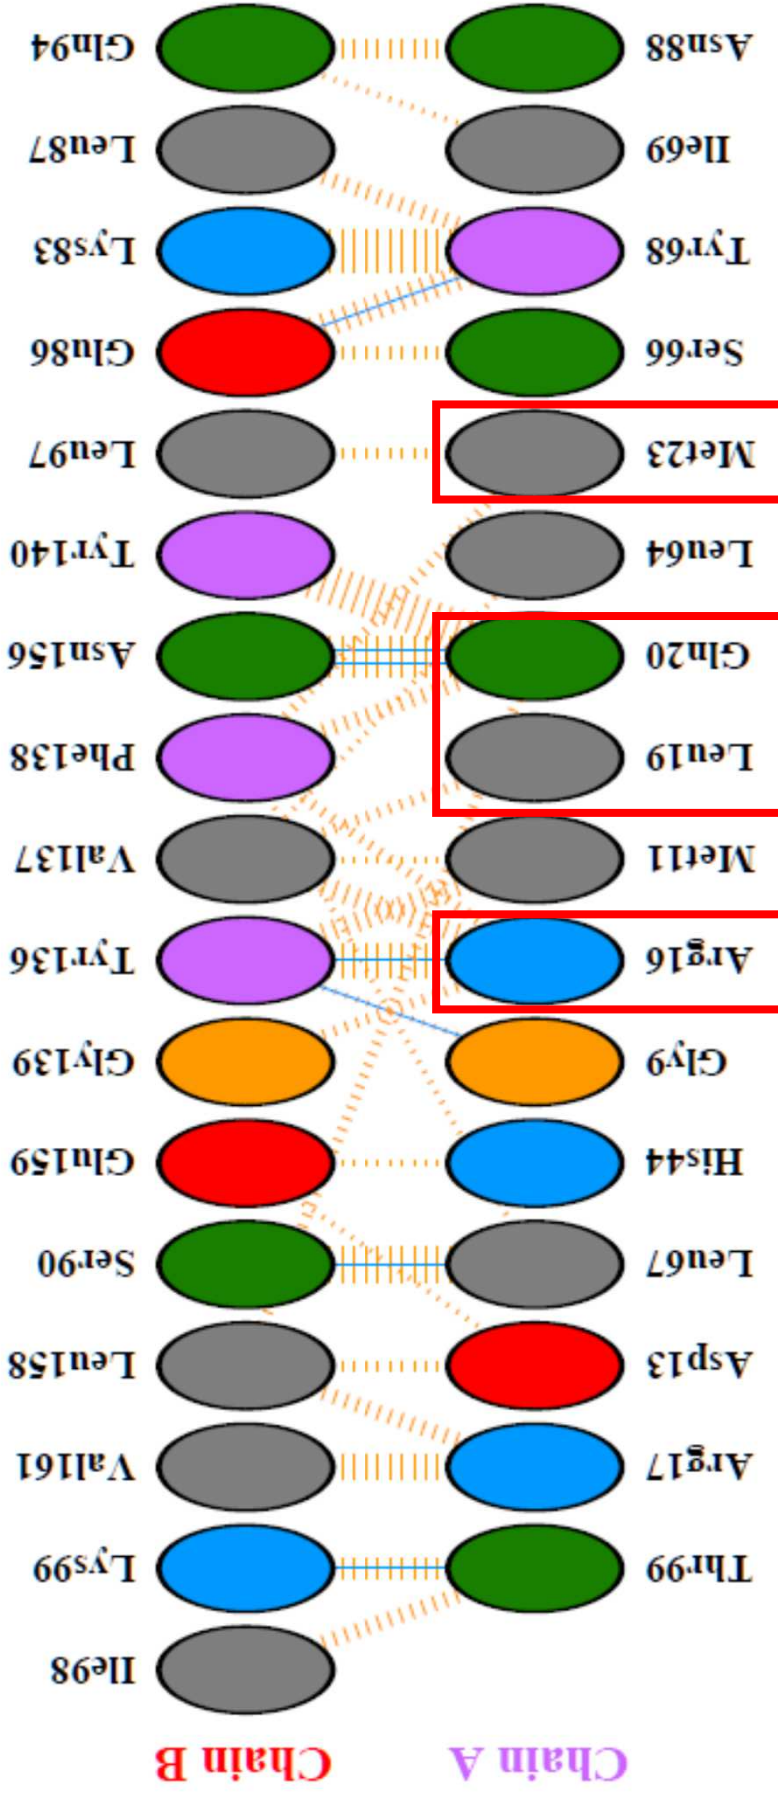 Chain A Chain B
Ile98
Thr99 Lys99
Arg17 Val161
Asp13 Leu158
Leu67 Ser90
His44 Glu159
Gly9 Gly139
Arg16 Tyr136
Met11 Val137
Leu19 Phe138
Gln20 Asn156
Leu64 Tyr140
Met23 Leu97
Ser66 Glu86
Tyr68 Lys83
Ile69 Leu87
Asn88 Gln94